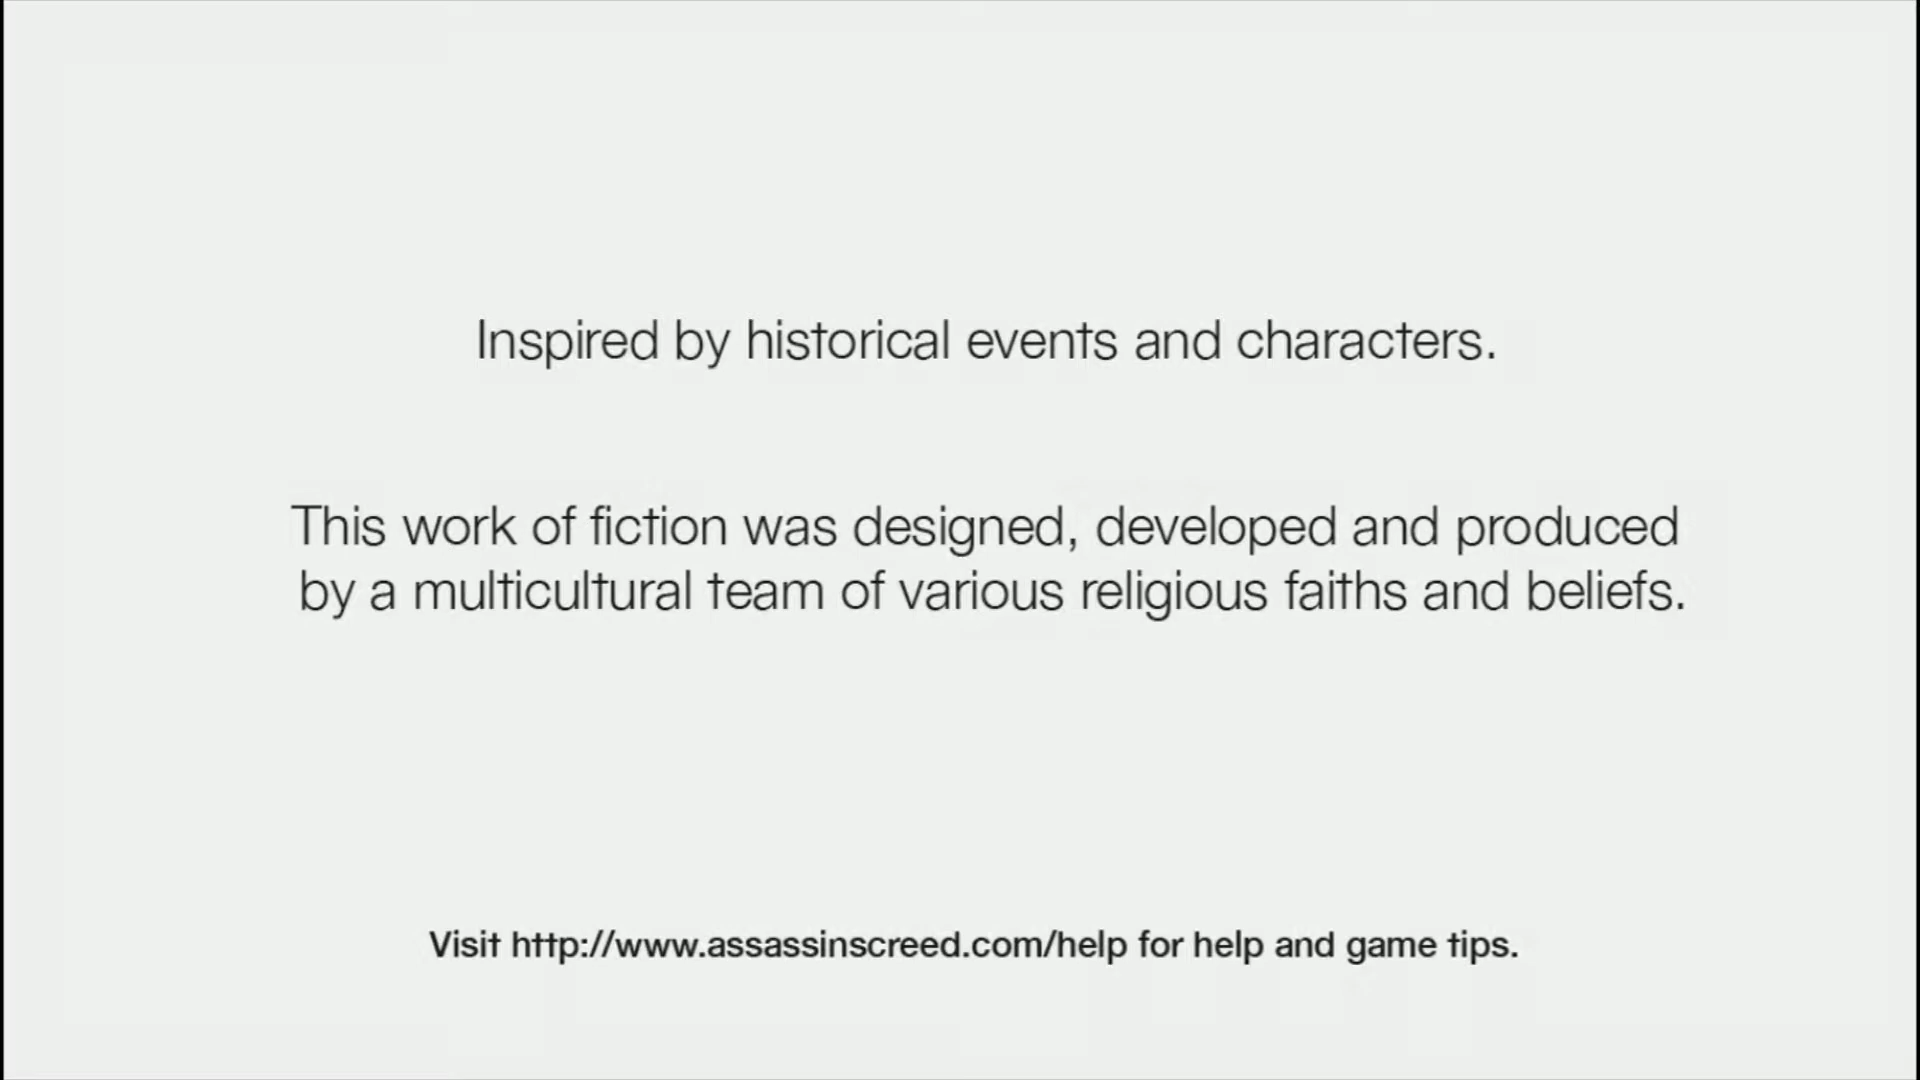 Inspired by historical events and characters.
This work of fiction was designed, developed and produced
by a multicultural team of various religious faiths and beliefs.
Visit http://www.assassinscreed.com/help for help and game tips.